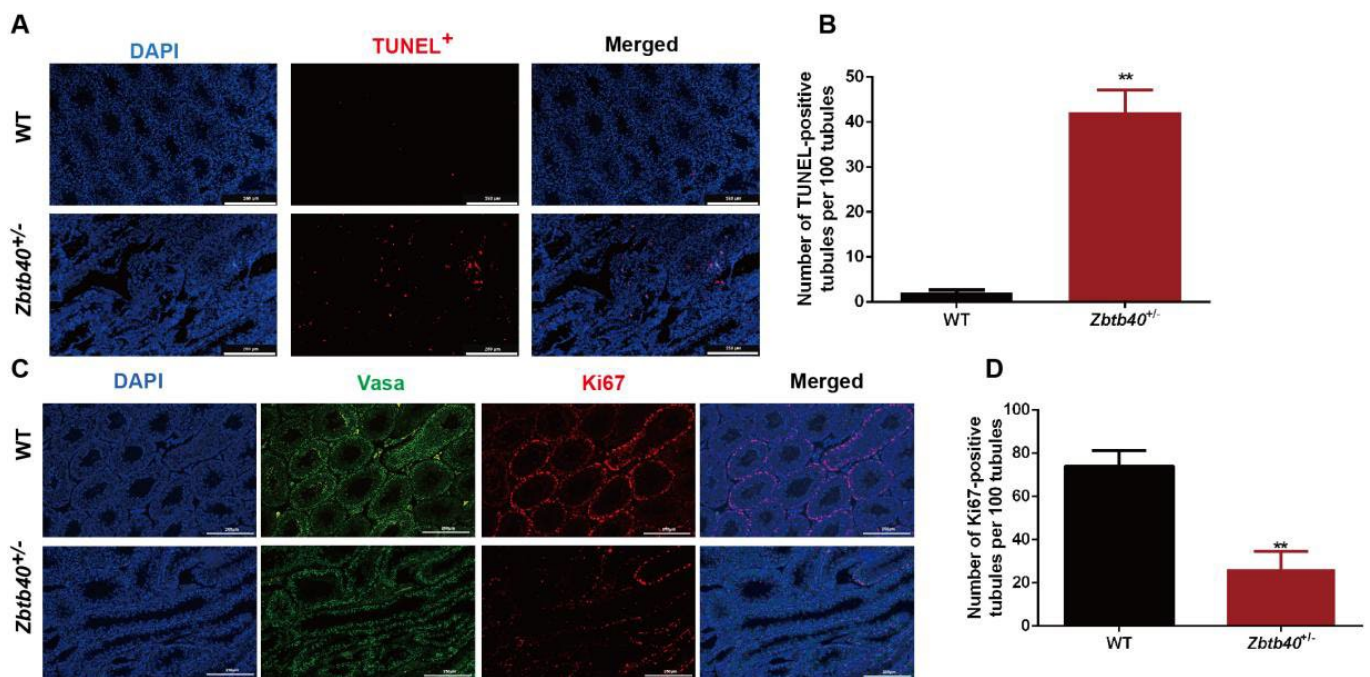 A
DAPI
TUNEL+
Merged
WT
Zbtb40+/-
B
Number of TUNEL-positive
tubules per 100 tubules
50
40
30
20
10
0
**
WT
Zbtb40+/-
C
DAPI
Vasa
Ki67
Merged
WT
Zbtb40+/-
D
Number of Ki67-positive
tubules per 100 tubules
100
80
60
40
20
0
**
WT
Zbtb40+/-